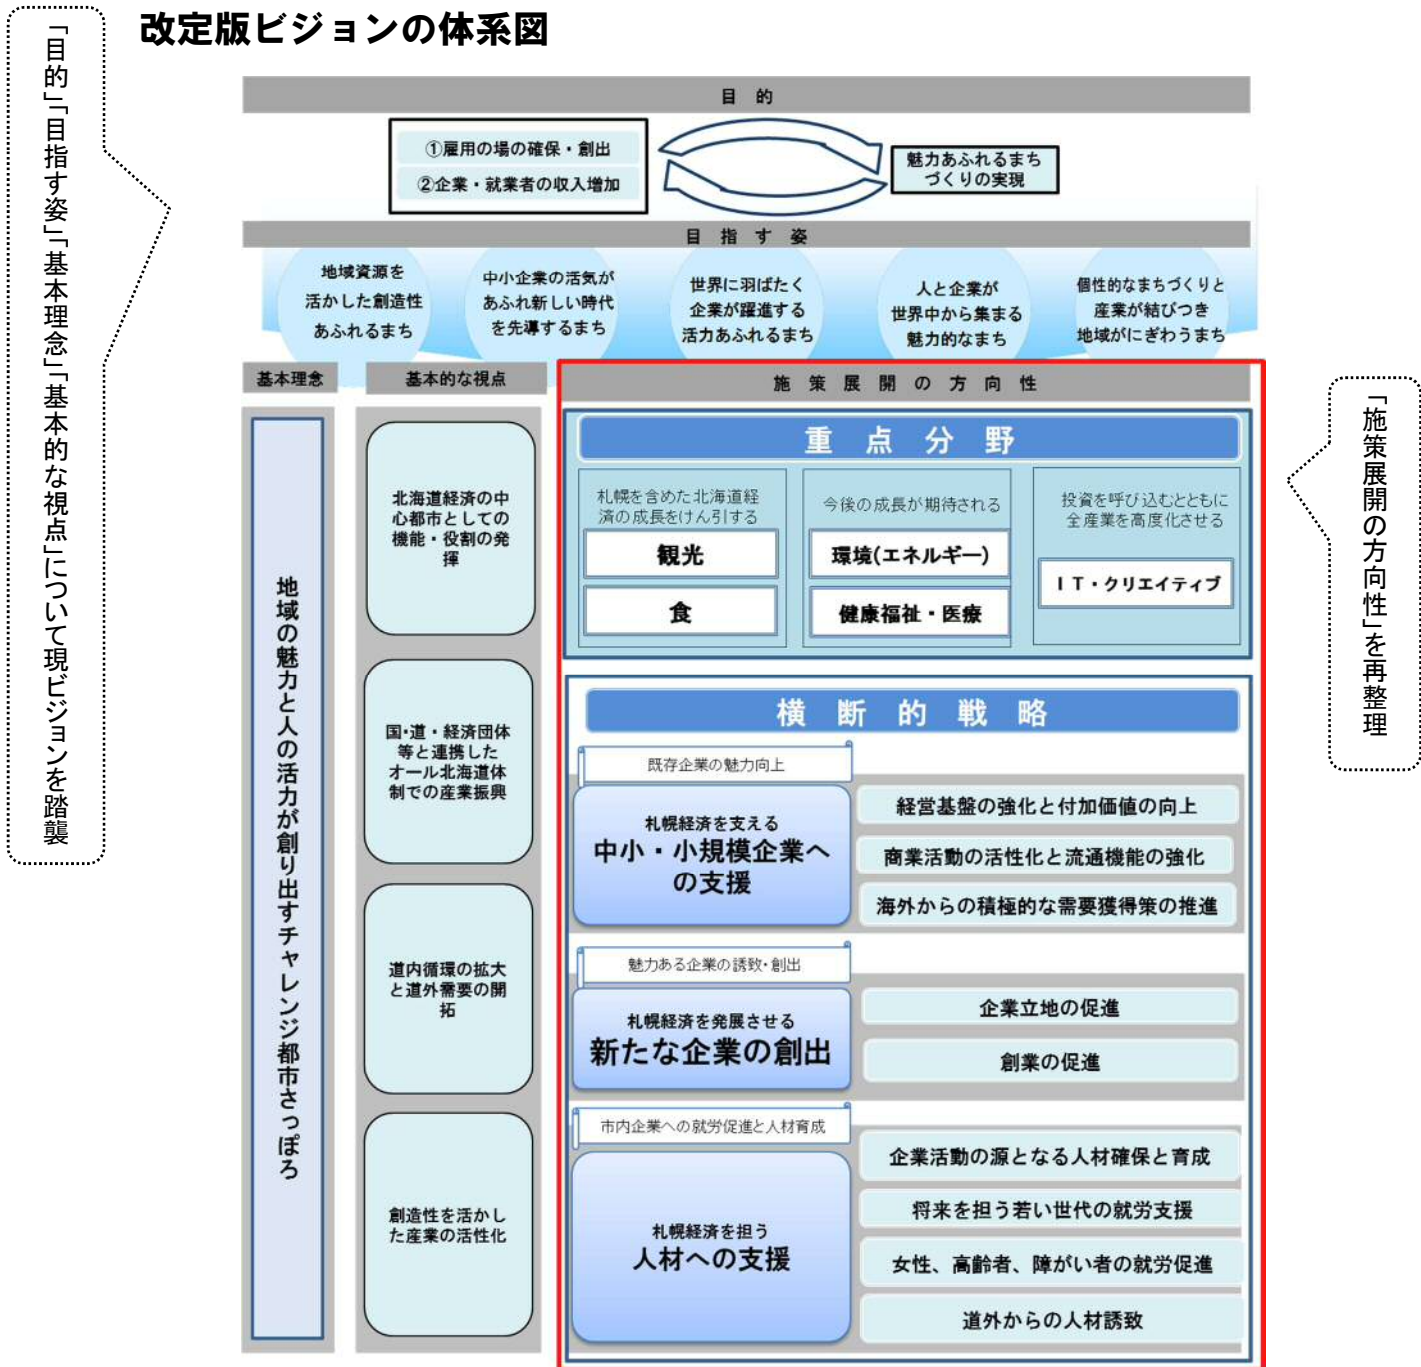 改定版ビジョンの体系図
「目的」「目指す姿」「基本理念」「基本的な視点」について現ビジョンを踏襲
目　的
①雇用の場の確保・創出
②企業・就業者の収入増加
魅力あふれるまち
づくりの実現
目　指　す　姿
地域資源を
活かした創造性
あふれるまち
中小企業の活気が
あふれ新しい時代
を先導するまち
世界に羽ばたく
企業が躍進する
活力あふれるまち
人と企業が
世界中から集まる
魅力的なまち
個性的なまちづくりと
産業が結びつき
地域がにぎわうまち
基本理念
地域の魅力と人の活力が創り出すチャレンジ都市さっぽろ
基本的な視点
北海道経済の中
心都市としての
機能・役割の発
揮
国・道・経済団体
等と連携した
オール北海道体
制での産業振興
道内循環の拡大
と道外需要の開
拓
創造性を活かし
た産業の活性化
施　策　展　開　の　方　向　性
重　点　分　野
札幌を含めた北海道経
済の成長をけん引する
観光
食
今後の成長が期待される
環境(エネルギー)
健康福祉・医療
投資を呼び込むとともに
全産業を高度化させる
ＩＴ・クリエイティブ
横　断　的　戦　略
既存企業の魅力向上
札幌経済を支える
中小・小規模企業へ
の支援
経営基盤の強化と付加価値の向上
商業活動の活性化と流通機能の強化
海外からの積極的な需要獲得策の推進
魅力ある企業の誘致・創出
札幌経済を発展させる
新たな企業の創出
企業立地の促進
創業の促進
市内企業への就労促進と人材育成
札幌経済を担う
人材への支援
企業活動の源となる人材確保と育成
将来を担う若い世代の就労支援
女性、高齢者、障がい者の就労促進
道外からの人材誘致
「施策展開の方向性」を再整理